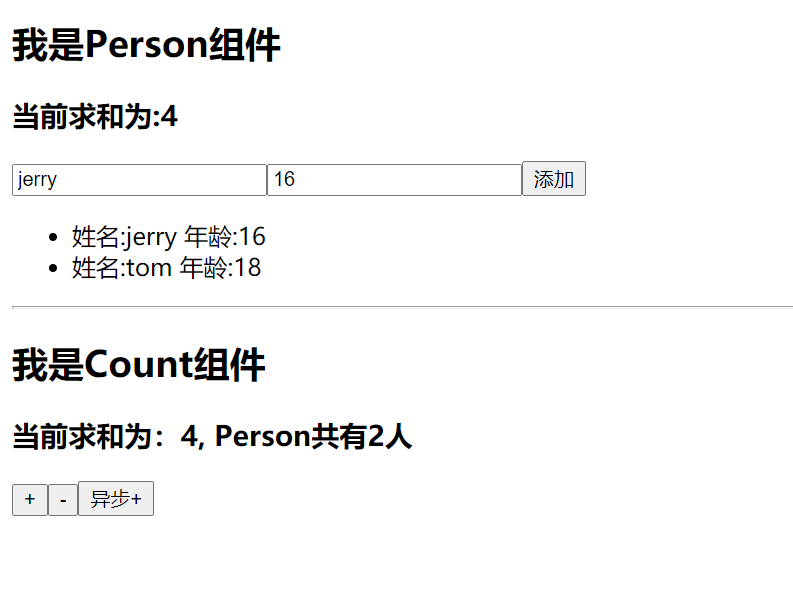 我是Person组件
当前求和为:4
jerry 16 添加
姓名:jerry 年龄:16
姓名:tom 年龄:18
我是Count组件
当前求和为：4, Person共有2人
+ - 异步+